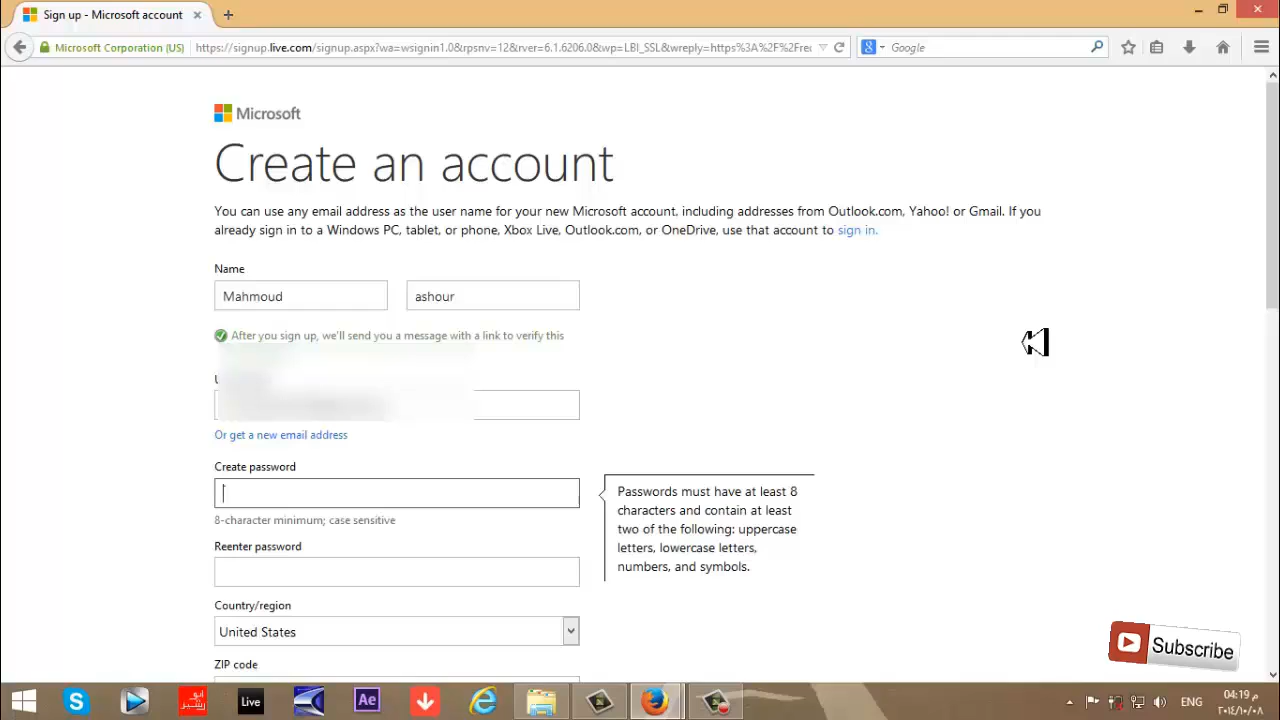 Sign up - Microsoft account
Microsoft Corporation (US)
https://signup.live.com/signup.aspx?wa=wsignin1.0&rpsnv=12&rver=6.1.6206.0&wp=LBI_SSL&wreply=https%3A%2F%2Frec
Google
Microsoft
Create an account
You can use any email address as the user name for your new Microsoft account, including addresses from Outlook.com, Yahoo! or Gmail. If you
already sign in to a Windows PC, tablet, or phone, Xbox Live, Outlook.com, or OneDrive, use that account to sign in.
Name
Mahmoud
ashour
After you sign up, we'll send you a message with a link to verify this
Or get a new email address
Create password
8-character minimum; case sensitive
Passwords must have at least 8
characters and contain at least
two of the following: uppercase
letters, lowercase letters,
numbers, and symbols.
Reenter password
Country/region
United States
ZIP code
Subscribe
Live
Ae
ENG
04:19 م
٢٠١٤/١٠/٠٨